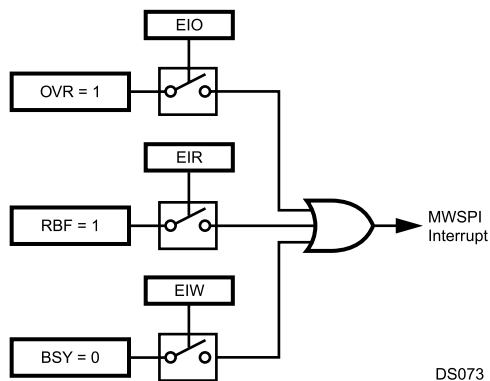 EIO
OVR = 1
EIR
RBF = 1
MWSPI
Interrupt
EIW
BSY = 0
DS073